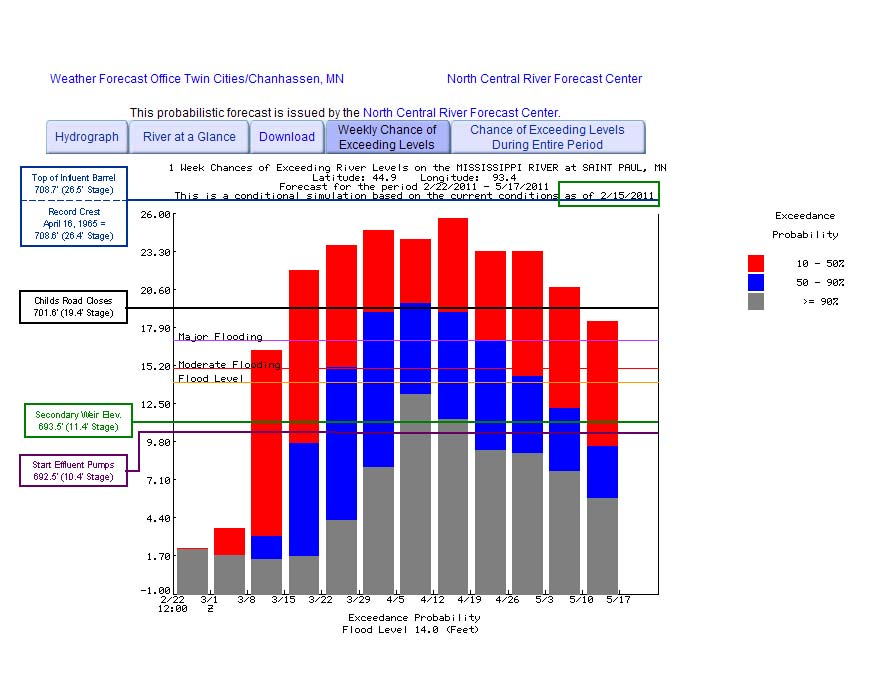 Weather Forecast Office Twin Cities/Chanhassen, MN
North Central River Forecast Center
This probabilistic forecast is issued by the North Central River Forecast Center.
Hydrograph
River at a Glance
Download
Weekly Chance of
Exceeding Levels
Chance of Exceeding Levels
During Entire Period
1 Week Chances of Exceeding River Levels on the MISSISSIPPI RIVER at SAINT PAUL, MN
Latitude: 44.9 Longitude: 93.4
Forecast for the period 2/22/2011 - 5/17/2011
This is a conditional simulation based on the current conditions as of 2/15/2011
Top of Influent Barrel
708.7' (26.5' Stage)
Record Crest
April 16, 1965 =
708.6' (26.4' Stage)
Childs Road Closes
701.6' (19.4' Stage)
Secondary Weir Elev.
693.5' (11.4' Stage)
Start Effluent Pumps
692.5' (10.4' Stage)
26.00
23.30
20.60
17.90
15.20
12.50
9.80
7.10
4.40
1.70
-1.00
Major Flooding
Moderate Flooding
Flood Level
2/22 3/1 3/8 3/15 3/22 3/29 4/5 4/12 4/19 4/26 5/3 5/10 5/17
12:00 Z
Exceedance Probability
Flood Level 14.0 (Feet)
Exceedance
Probability
10 - 50%
50 - 90%
>= 90%